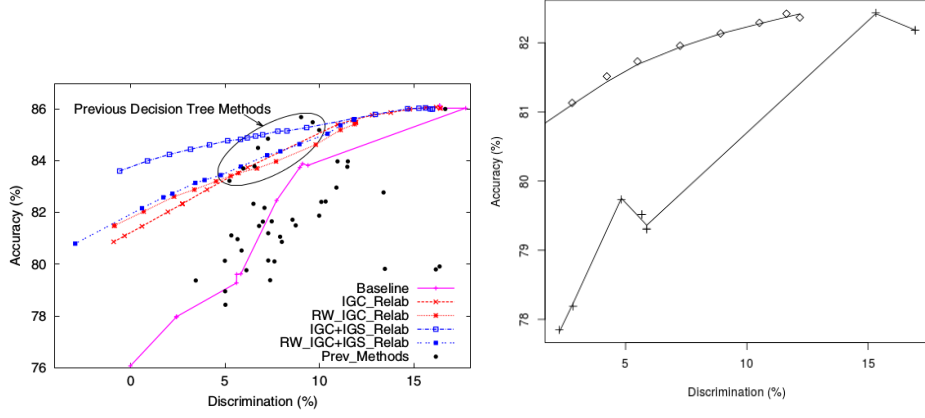 Previous Decision Tree Methods
Accuracy (%)
86
84
82
80
78
76
0
5
10
15
Discrimination (%)
Baseline
IGC_Relab
RW_IGC_Relab
IGC+IGS_Relab
RW_IGC+IGS_Relab
Prev_Methods
Accuracy (%)
82
81
80
79
78
5
10
15
Discrimination (%)